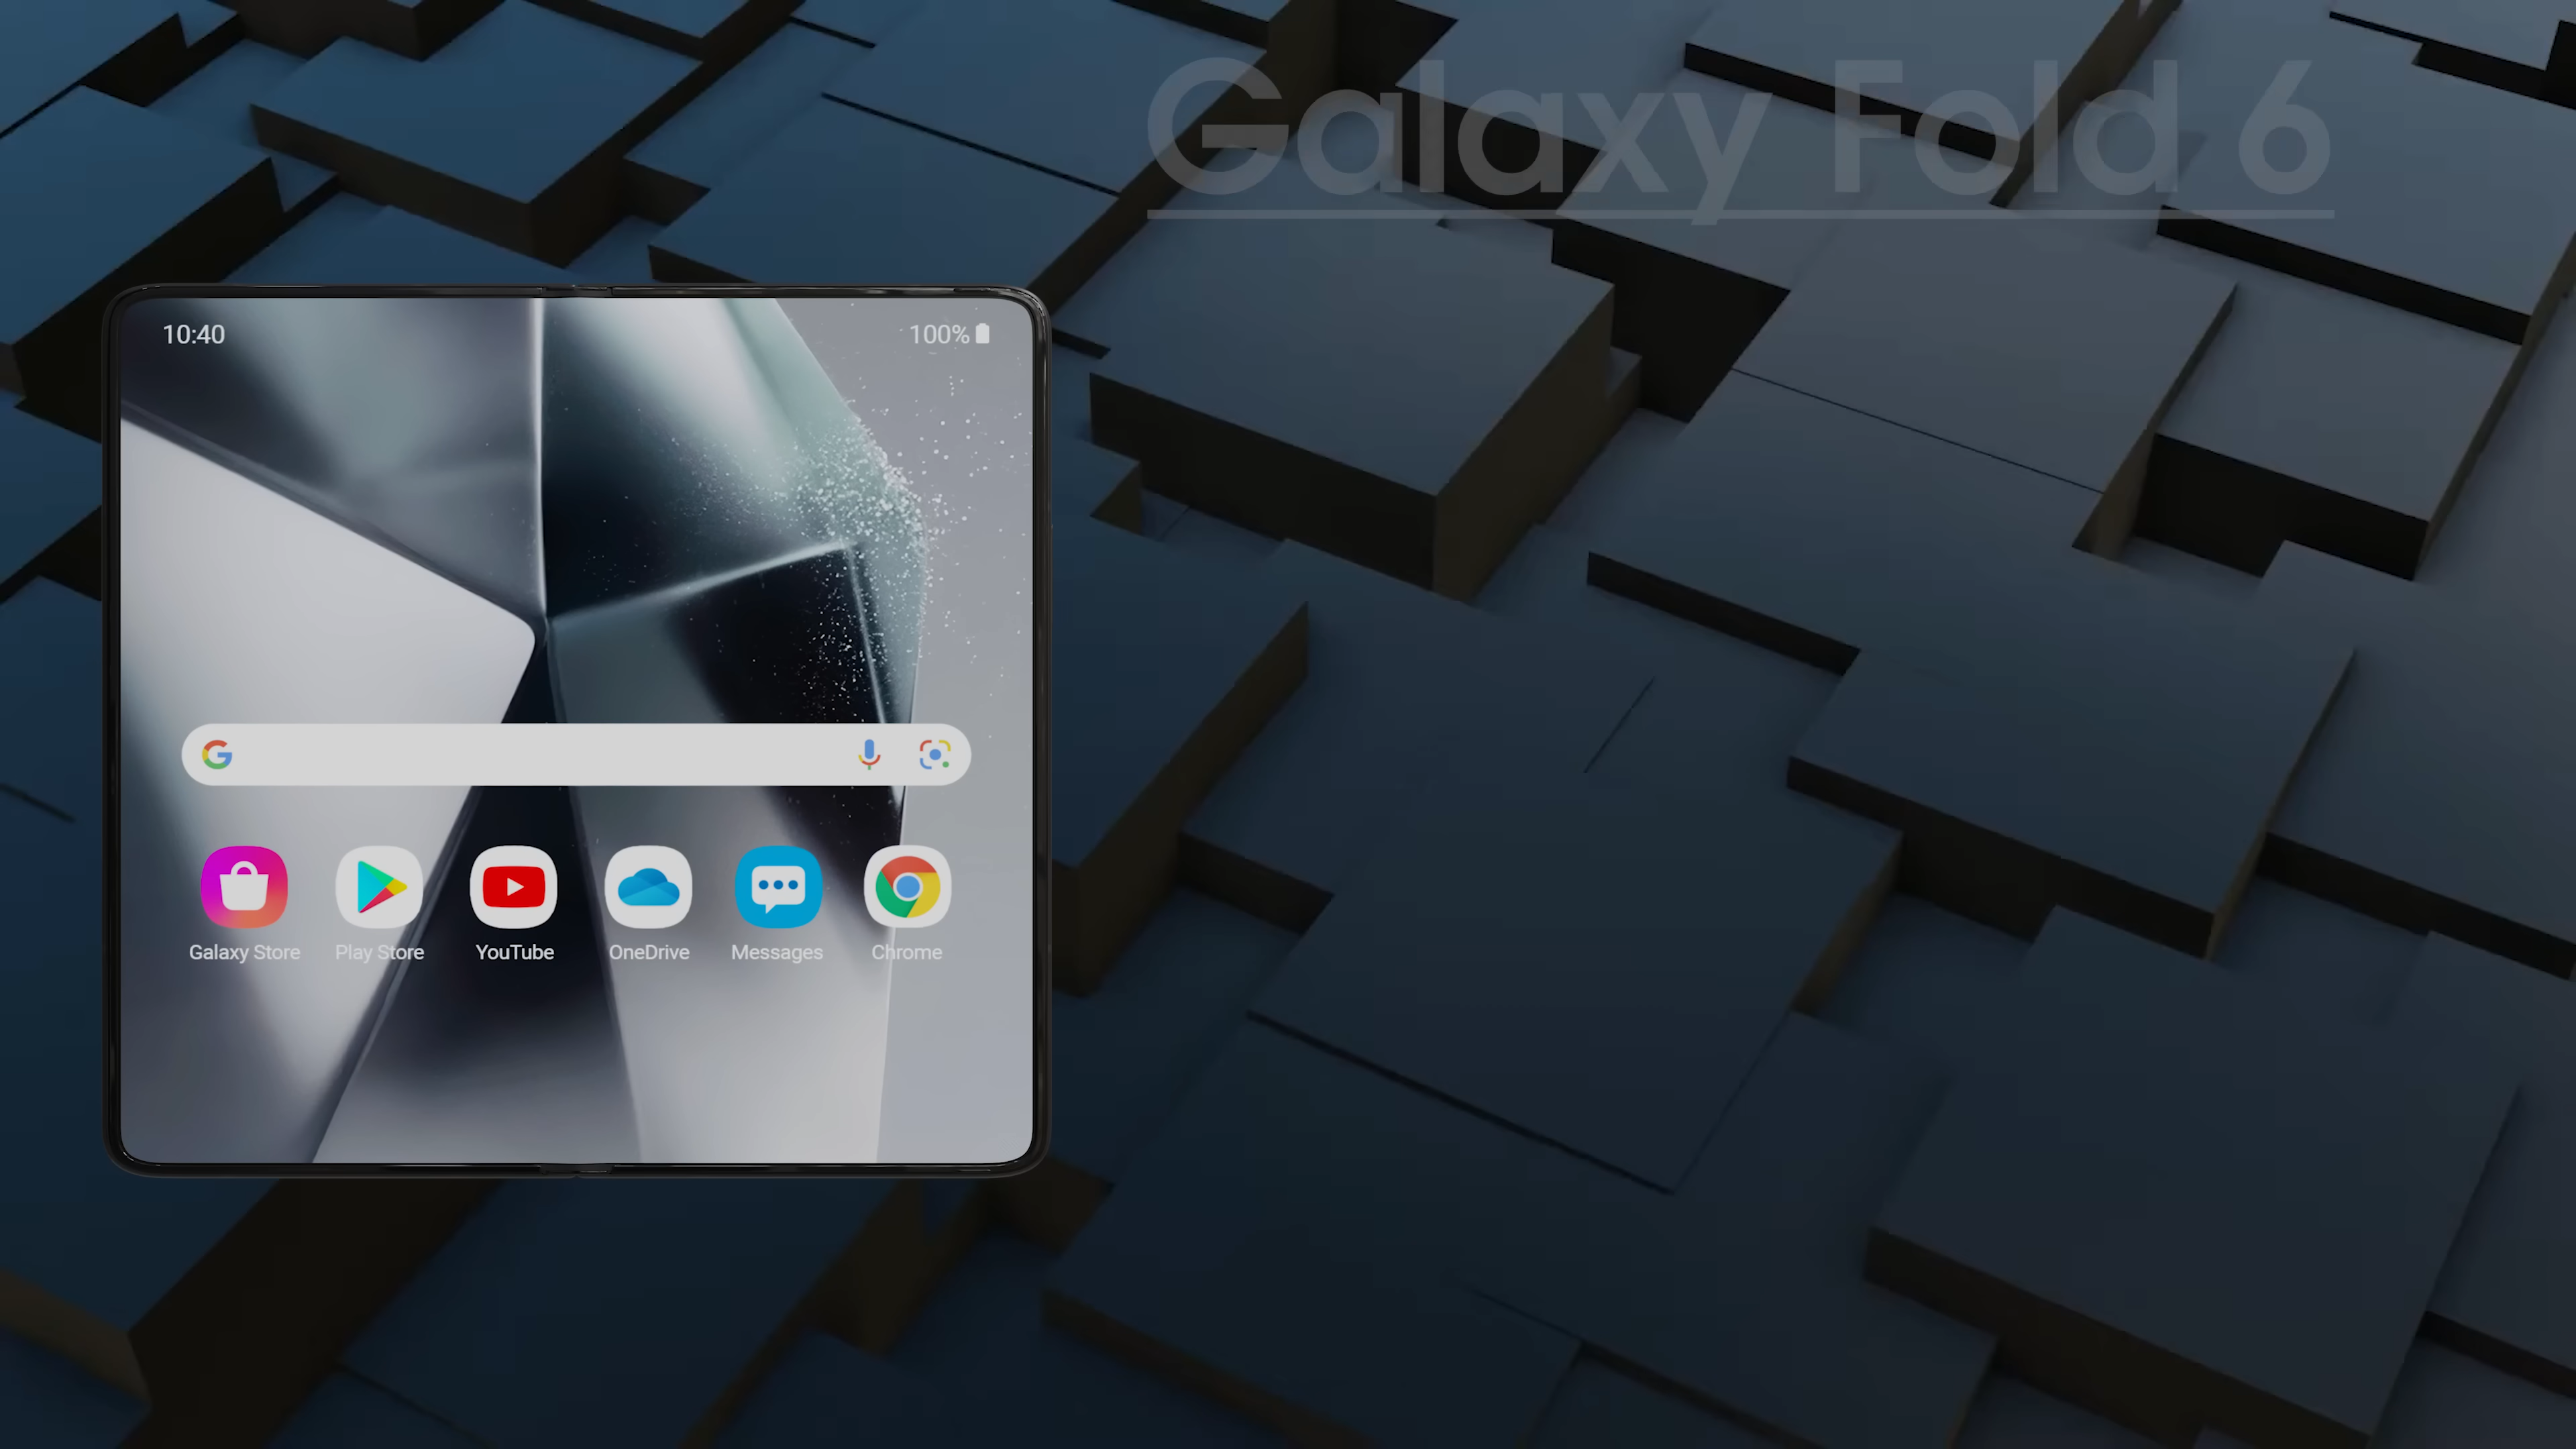 Galaxy Fold 6
10:40
100%
G
Galaxy Store
Play Store
YouTube
OneDrive
Messages
Chrome